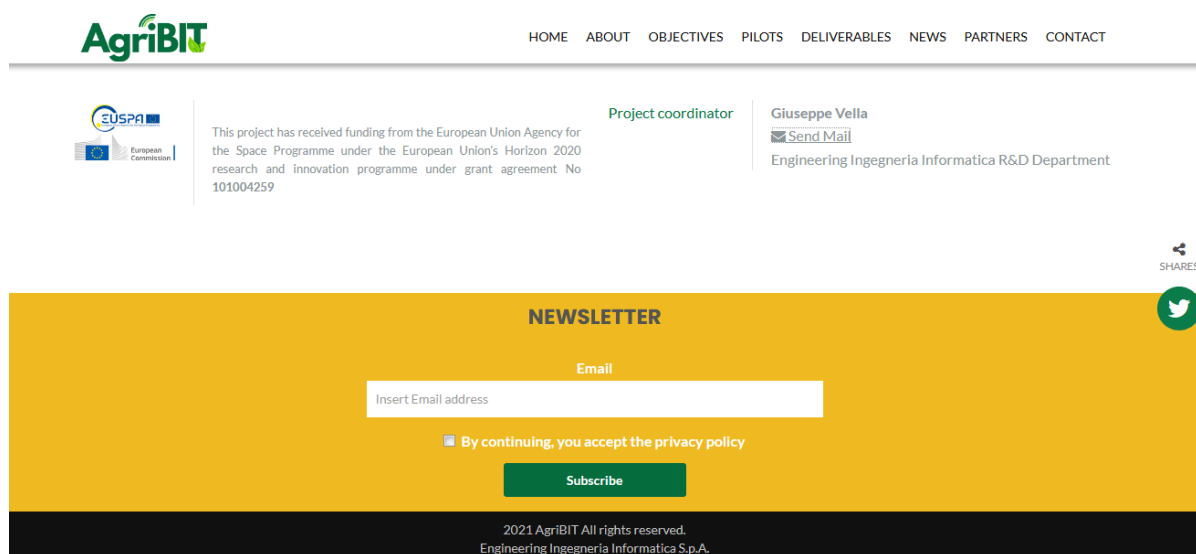 AgriBIT
HOME ABOUT OBJECTIVES PILOTS DELIVERABLES NEWS PARTNERS CONTACT
EUSPA
European
Commission
This project has received funding from the European Union Agency for
the Space Programme under the European Union's Horizon 2020
research and innovation programme under grant agreement No
101004259
Project coordinator
Giuseppe Vella
Send Mail
Engineering Ingegneria Informatica R&D Department
SHARES
NEWSLETTER
Email
Insert Email address
By continuing, you accept the privacy policy
Subscribe
2021 AgriBIT All rights reserved.
Engineering Ingegneria Informatica S.p.A.